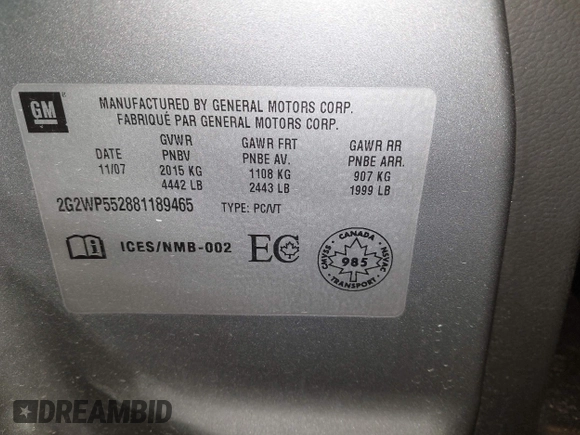 GM
MANUFACTURED BY GENERAL MOTORS CORP.
FABRIQUÉ PAR GENERAL MOTORS CORP.
GVWR GAWR FRT GAWR RR
DATE PNBV PNBE AV. PNBE ARR.
11/07 2015 KG 1108 KG 907 KG
4442 LB 2443 LB 1999 LB
2G2WP552881189465 TYPE: PC/VT
i ICES/NMB-002 EC CANADA
CMVSS 985 NSVAC
TRANSPORT
DREAMBID